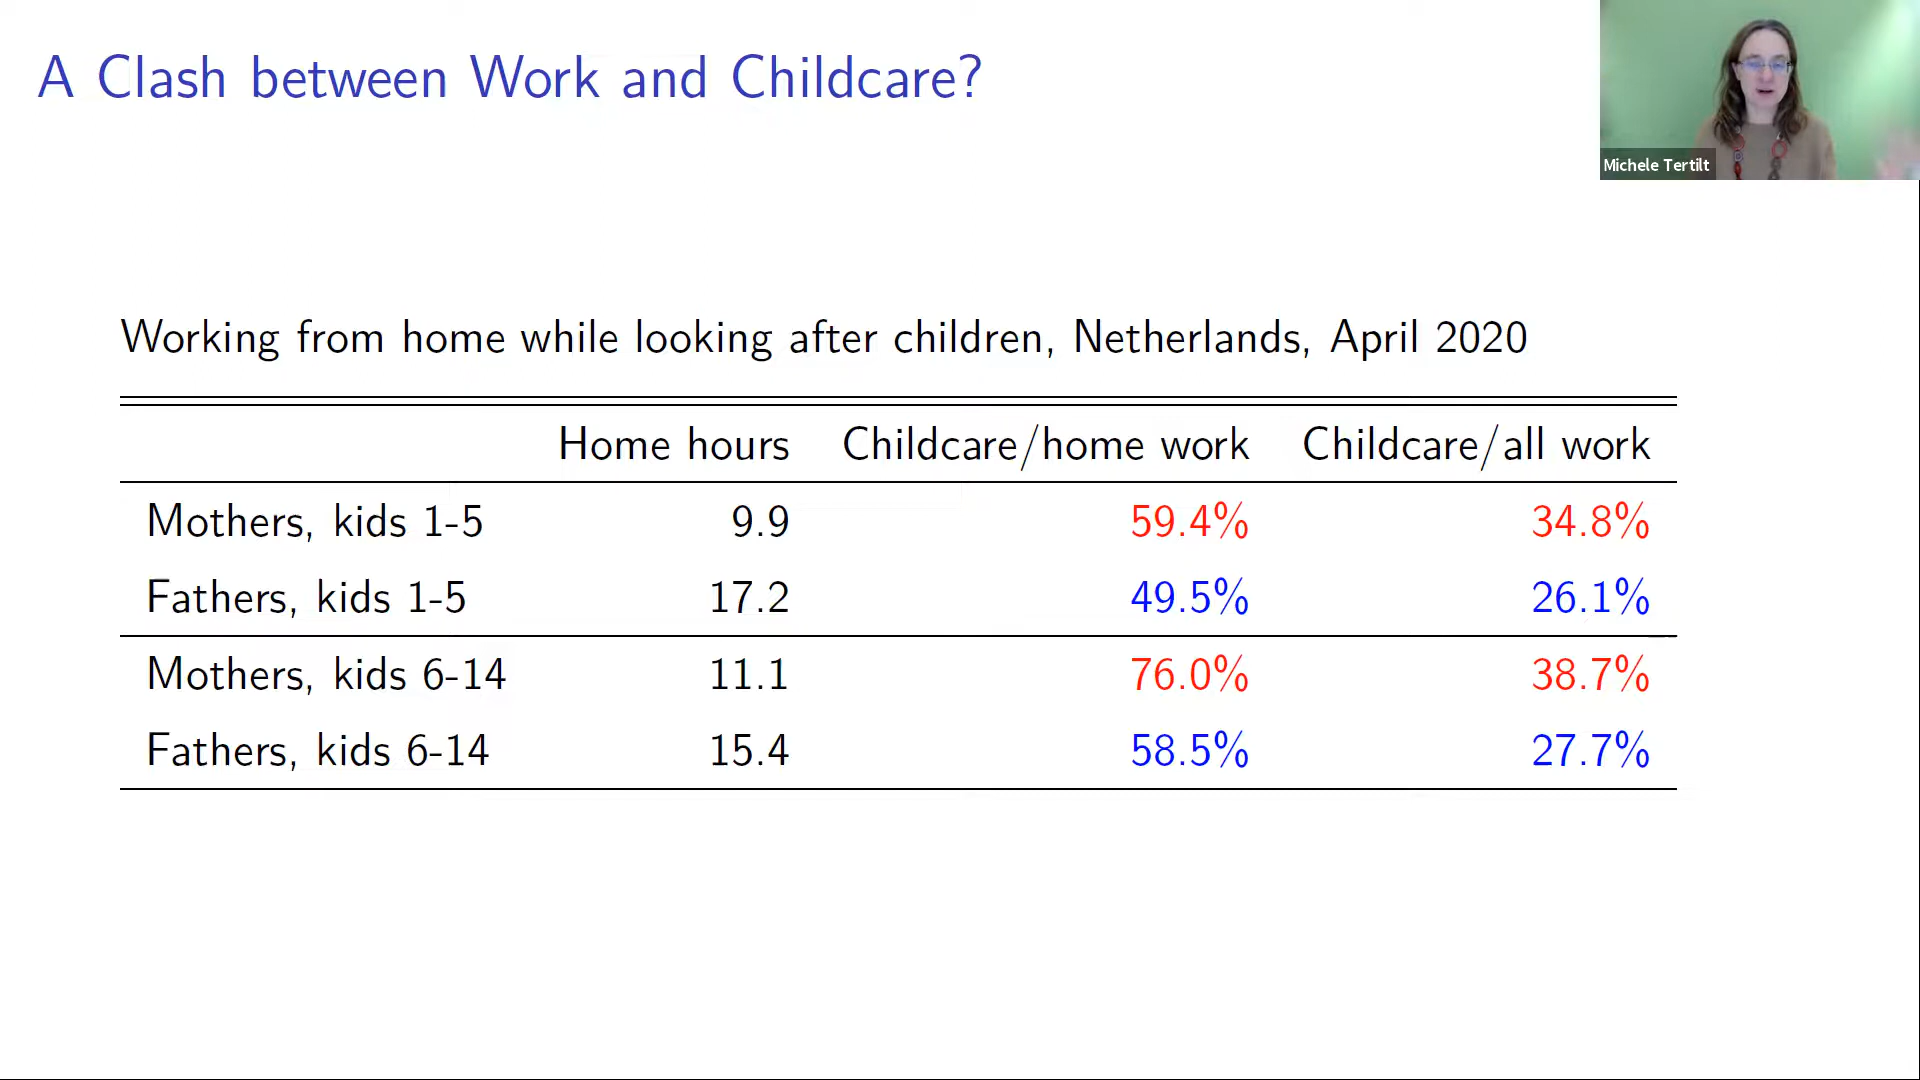 A Clash between Work and Childcare?
Michele Tertilt
Working from home while looking after children, Netherlands, April 2020
Home hours Childcare/home work Childcare/all work
Mothers, kids 1-5 9.9 59.4% 34.8%
Fathers, kids 1-5 17.2 49.5% 26.1%
Mothers, kids 6-14 11.1 76.0% 38.7%
Fathers, kids 6-14 15.4 58.5% 27.7%